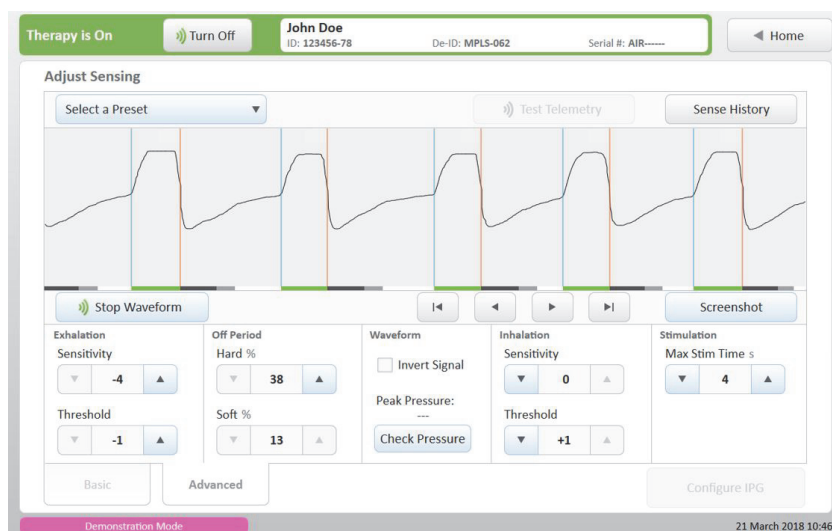 Therapy is On
Turn Off
John Doe
ID: 123456-78 De-ID: MPLS-062 Serial #: AIR------
Home
Adjust Sensing
Select a Preset
Test Telemetry
Sense History
Stop Waveform
Screenshot
Exhalation
Sensitivity
-4
Threshold
-1
Off Period
Hard %
38
Soft %
13
Waveform
Invert Signal
Peak Pressure:
---
Check Pressure
Inhalation
Sensitivity
0
Threshold
+1
Stimulation
Max Stim Time s
4
Basic
Advanced
Configure IPG
Demonstration Mode
21 March 2018 10:46